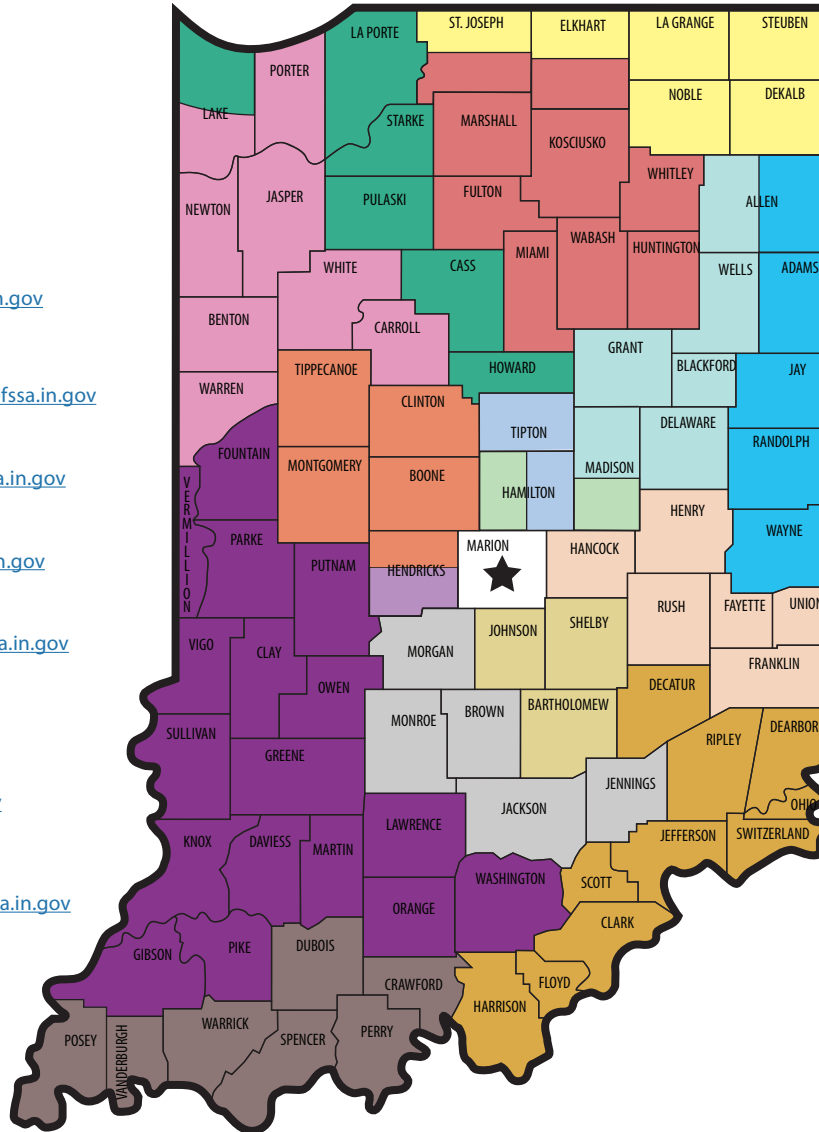 n.gov
fssa.in.gov
a.in.gov
n.gov
a.in.gov
a.in.gov
LA PORTE
ST. JOSEPH
ELKHART
LA GRANGE
STEUBEN
PORTER
LAKE
NOBLE
DEKALB
STARKE
MARSHALL
KOSCIUSKO
WHITLEY
ALLEN
NEWTON
JASPER
PULASKI
FULTON
MIAMI
WABASH
HUNTINGTON
WELLS
ADAMS
WHITE
CASS
BENTON
CARROLL
GRANT
BLACKFORD
JAY
WARREN
TIPPECANOE
HOWARD
CLINTON
TIPTON
DELAWARE
RANDOLPH
FOUNTAIN
MONTGOMERY
BOONE
HAMILTON
MADISON
HENRY
WAYNE
VERMILLION
PARKE
PUTNAM
HENDRICKS
MARION
HANCOCK
RUSH
FAYETTE
UNION
VIGO
CLAY
OWEN
MORGAN
JOHNSON
SHELBY
DECATUR
FRANKLIN
SULLIVAN
GREENE
MONROE
BROWN
BARTHOLOMEW
JENNINGS
RIPLEY
DEARBOR
OHIO
KNOX
DAVIESS
MARTIN
LAWRENCE
JACKSON
JEFFERSON
SWITZERLAND
WASHINGTON
SCOTT
ORANGE
CLARK
GIBSON
PIKE
DUBOIS
CRAWFORD
FLOYD
HARRISON
POSEY
VANDERBURGH
WARRICK
SPENCER
PERRY